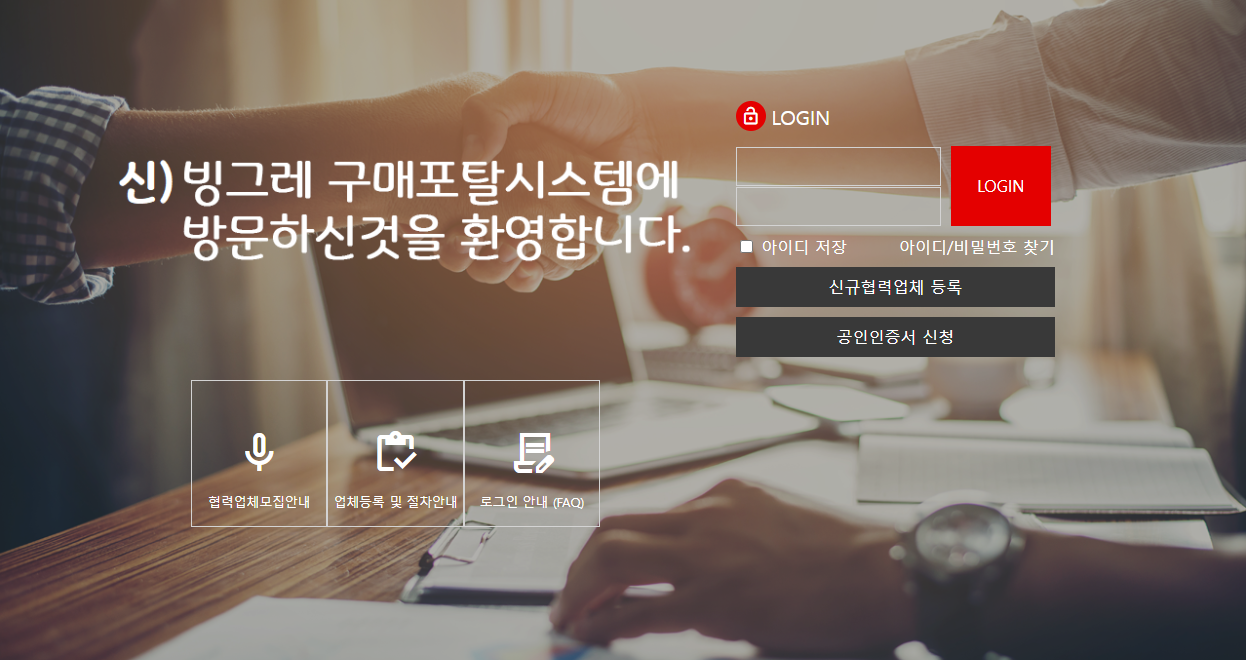 신) 빙그레 구매포탈시스템에
방문하신것을 환영합니다.
LOGIN
LOGIN
아이디 저장 아이디/비밀번호 찾기
신규협력업체 등록
공인인증서 신청
협력업체모집안내 업체등록 및 절차안내 로그인 안내 (FAQ)